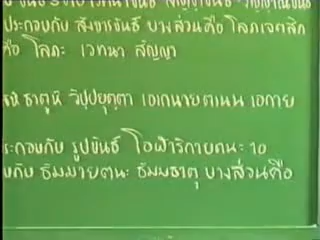 ประกอบกับ สังขารขันธ์ บางส่วนคือ โลภเจตสิก
คือ โลภะ เวทนา สัญญา
ธาตูหิ วิปฺปยุตฺตา เอเกนายตเนน เอกาย
ประกอบกับ รูปขันธ์ โอฬาริกายตนะ 10
กับ ธัมมายตนะ ธัมมธาตุ บางส่วนคือ